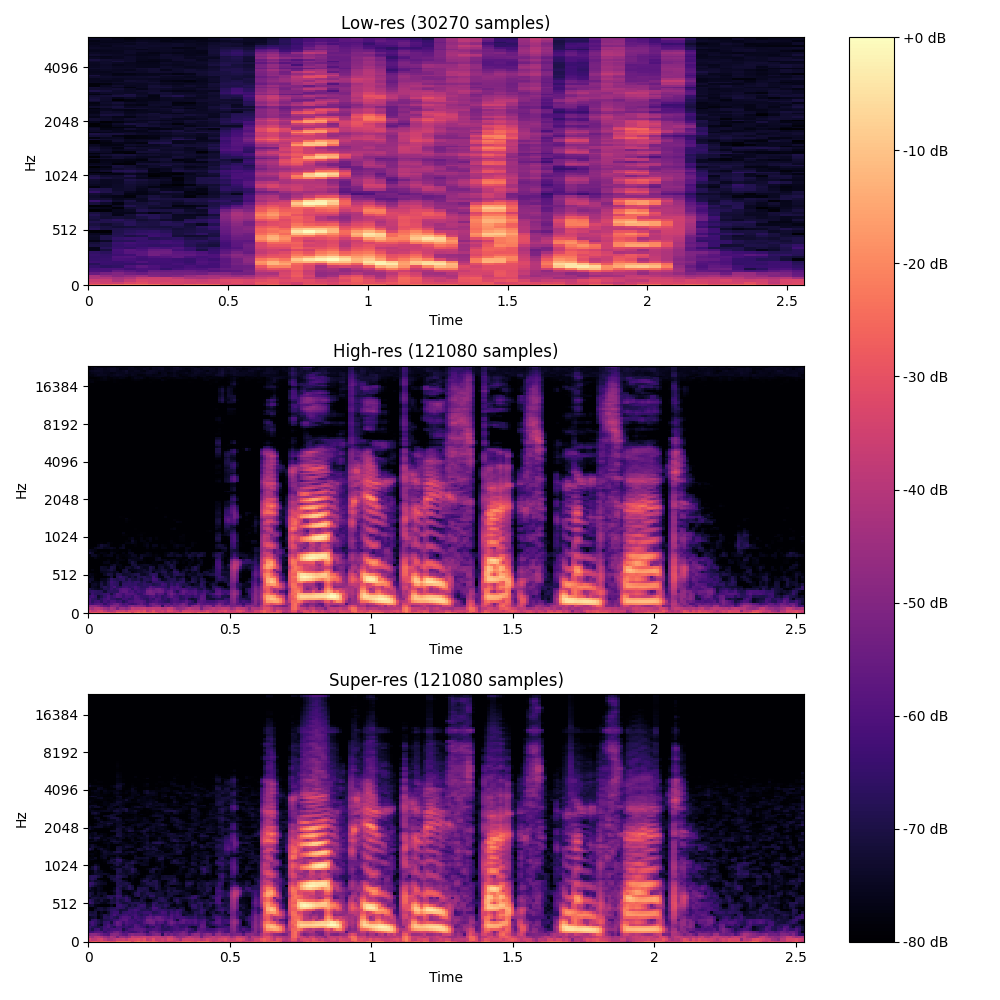 Low-res (30270 samples)
4096
2048
1024
512
0
Hz
0 0.5 1 1.5 2 2.5
Time
High-res (121080 samples)
16384
8192
4096
2048
1024
512
0
Hz
0 0.5 1 1.5 2 2.5
Time
Super-res (121080 samples)
16384
8192
4096
2048
1024
512
0
Hz
0 0.5 1 1.5 2 2.5
Time
+0 dB
-10 dB
-20 dB
-30 dB
-40 dB
-50 dB
-60 dB
-70 dB
-80 dB